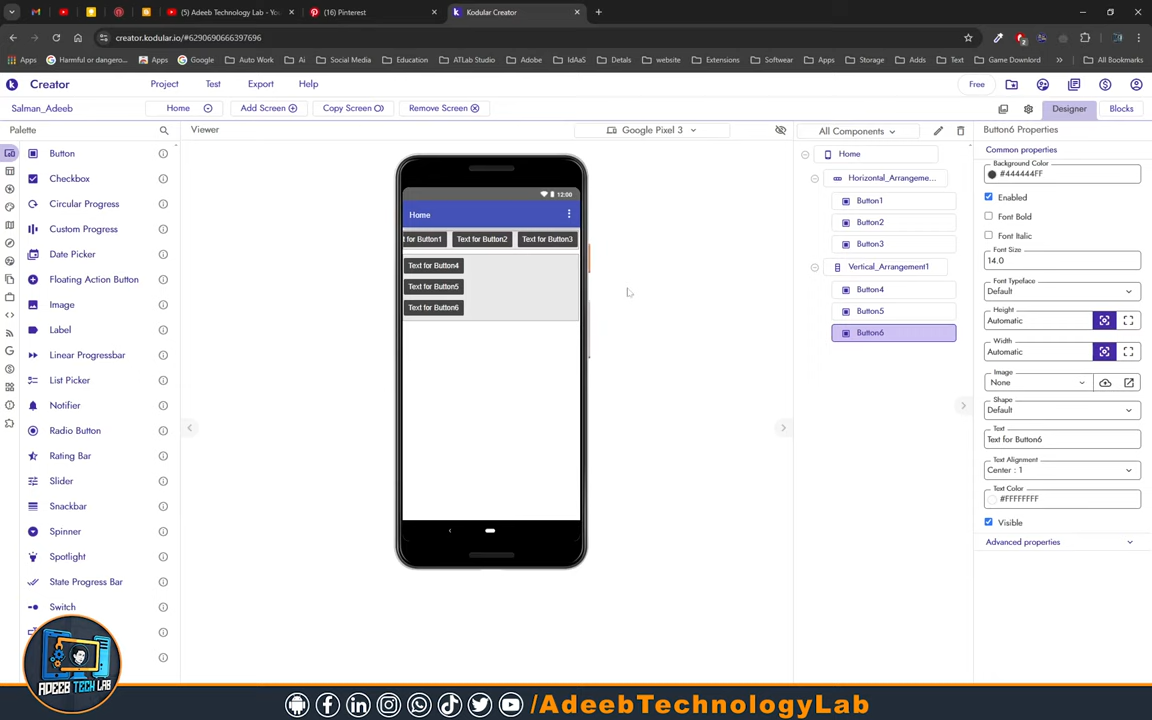 (5) Adeeb Technology Lab - Yo
(16) Pinterest
Kodular Creator
creator.kodular.io/#6290690666397696
2
Apps
Harmful or dangero...
Apps
Google
Auto Work
Ai
Social Media
Education
ATLab Studio
Adobe
IdAaS
Detals
website
Extensions
Softwear
Apps
Storage
Adds
Text
Game Downlord
All Bookmarks
Creator
Project
Test
Export
Help
Free
Salman_Adeeb
Home
Add Screen
Copy Screen
Remove Screen
Designer
Blocks
Palette
Viewer
Google Pixel 3
All Components
Button6 Properties
Button
Checkbox
Circular Progress
Custom Progress
Date Picker
Floating Action Button
Image
Label
Linear Progressbar
List Picker
Notifier
Radio Button
Rating Bar
Slider
Snackbar
Spinner
Spotlight
State Progress Bar
Switch
12:00
Home
t for Button1
Text for Button2
Text for Button3
Text for Button4
Text for Button5
Text for Button6
Home
Horizontal_Arrangeme...
Button1
Button2
Button3
Vertical_Arrangement1
Button4
Button5
Button6
Common properties
Background Color
#444444FF
Enabled
Font Bold
Font Italic
Font Size
14.0
Font Typeface
Default
Height
Automatic
Width
Automatic
Image
None
Shape
Default
Text
Text for Button6
Text Alignment
Center : 1
Text Color
#FFFFFFFF
Visible
Advanced properties
ADEEB TECH LAB
/AdeebTechnologyLab